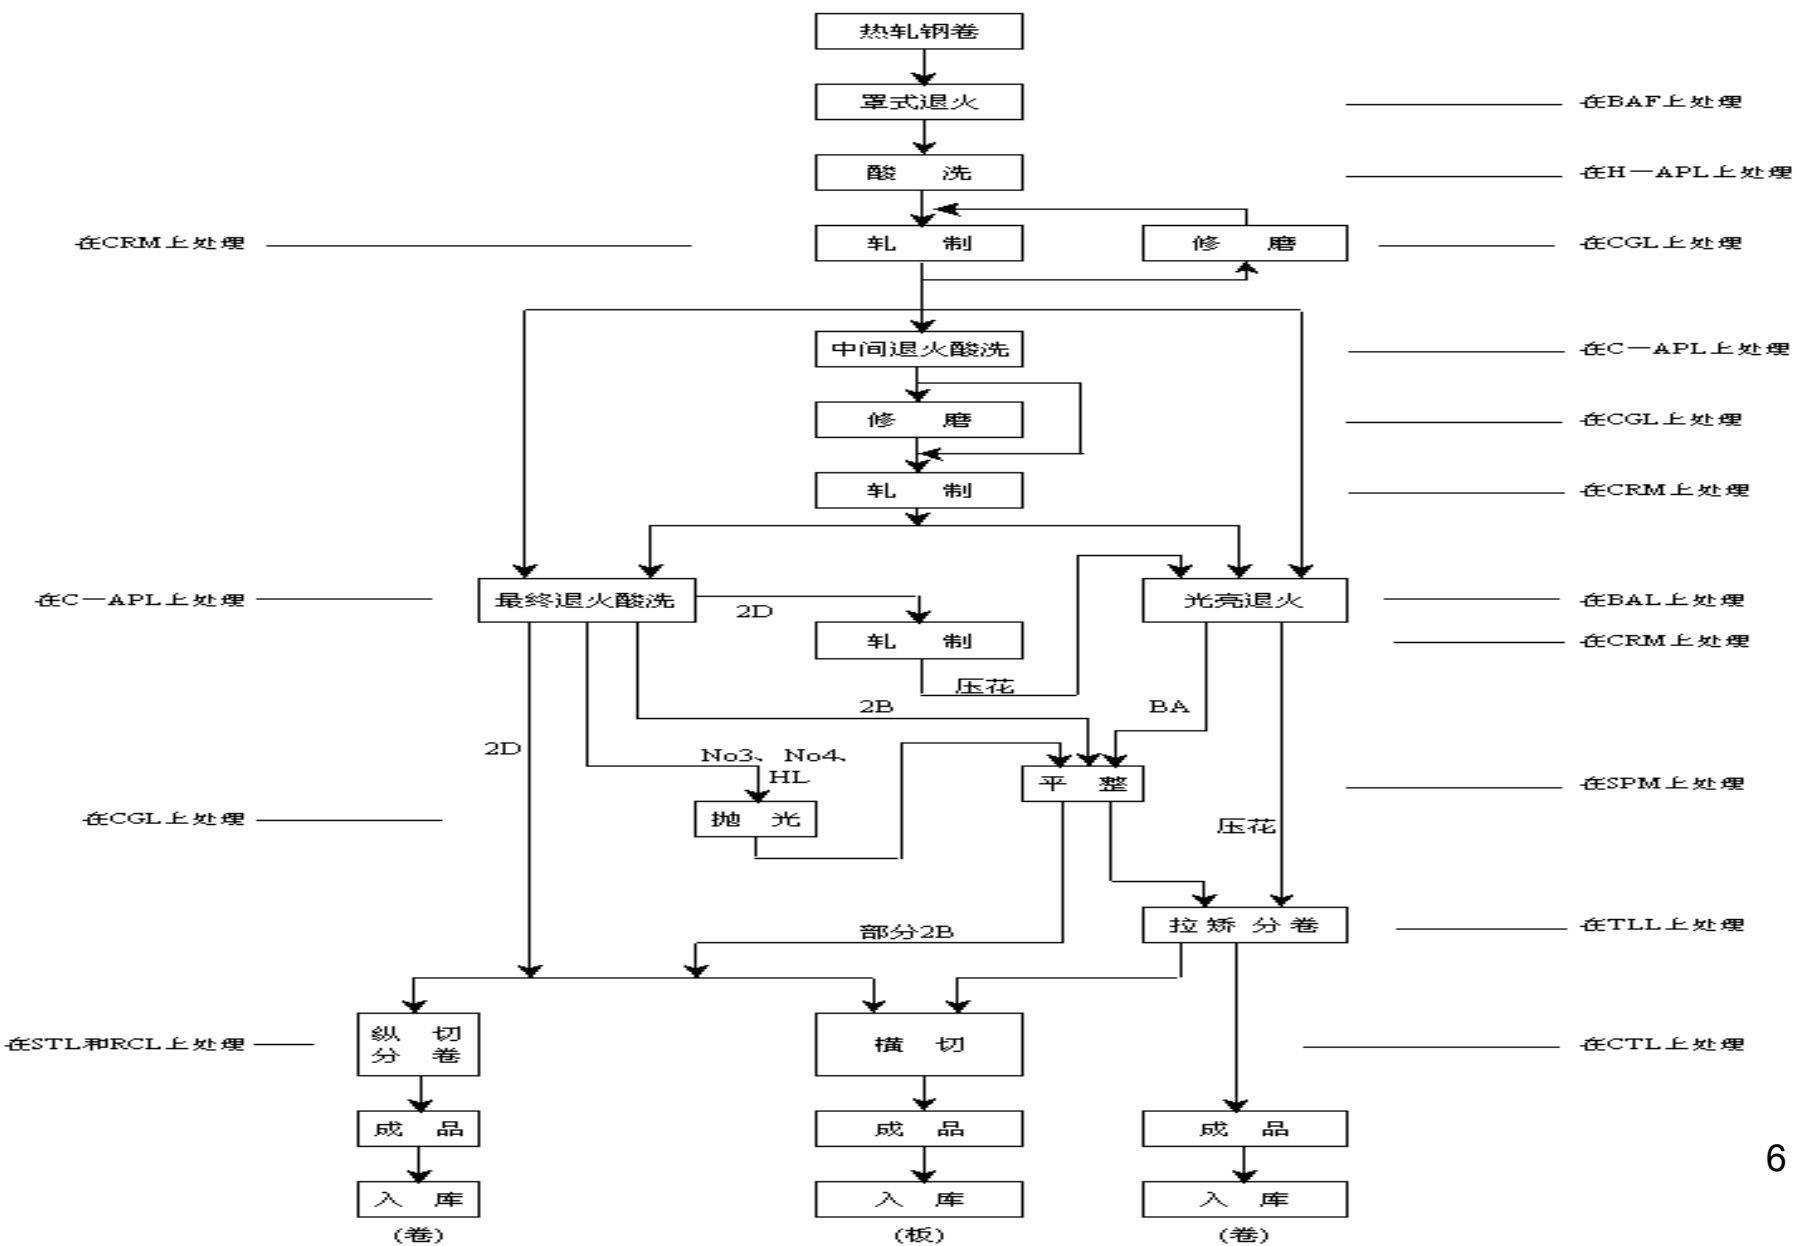 热轧钢卷
罩式退火
在BAF上处理
酸 洗
在H－APL上处理
在CRM上处理
轧 制
修 磨
在CGL上处理
中间退火酸洗
在C－APL上处理
修 磨
在CGL上处理
轧 制
在CRM上处理
在C－APL上处理
最终退火酸洗
2D
光亮退火
在BAL上处理
轧 制
在CRM上处理
压花
2B
BA
2D
No3、No4、
HL
平 整
在SPM上处理
在CGL上处理
抛 光
压花
部分2B
拉矫分卷
在TLL上处理
在STL和RCL上处理
纵 切
分 卷
横 切
在CTL上处理
成 品
成 品
成 品
6
入 库
入 库
入 库
(卷)
(板)
(卷)